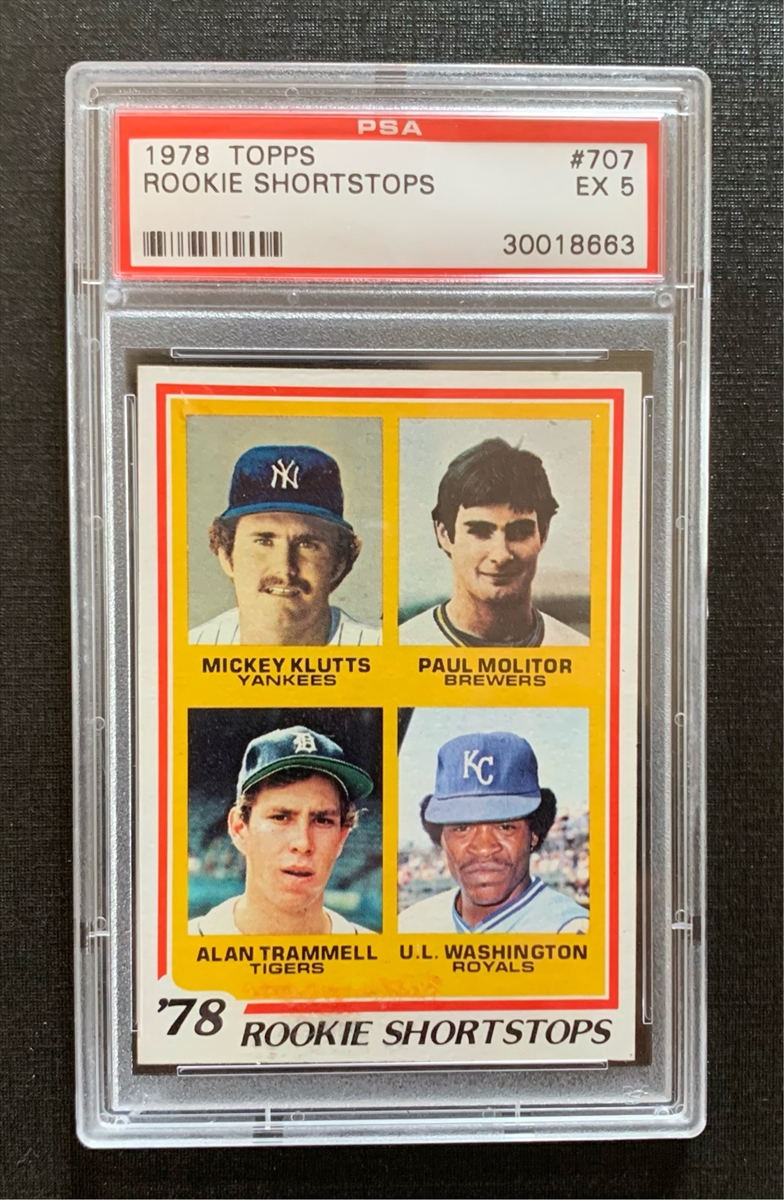 PSA
1978 TOPPS #707
ROOKIE SHORTSTOPS EX 5
30018663
NY
MICKEY KLUTTS PAUL MOLITOR
YANKEES BREWERS
D KC
ALAN TRAMMELL U.L. WASHINGTON
TIGERS ROYALS
'78 ROOKIE SHORTSTOPS